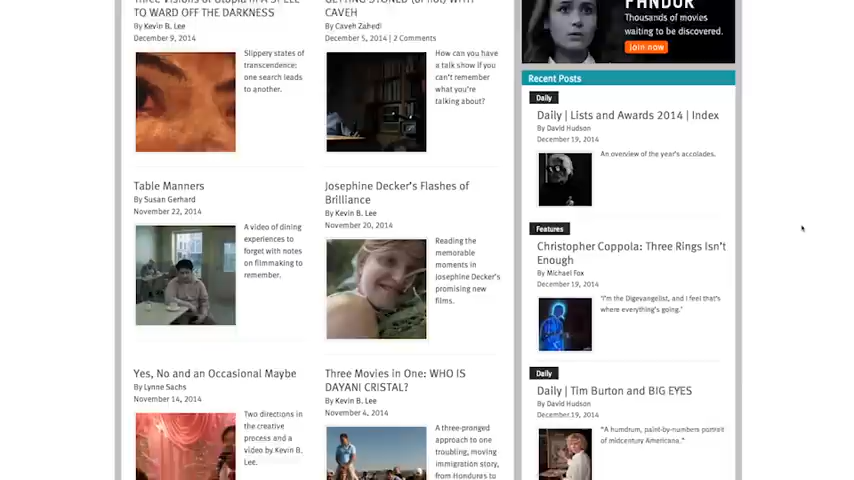 Three Visions of Utopia in A SPELL
TO WARD OFF THE DARKNESS
By Kevin B. Lee
December 9, 2014
Slippery states of
transcendence:
one search leads
to another.
GETTING STONED (or not) WITH
CAVEH
By Caveh Zahedi
December 5, 2014 | 2 Comments
How can you have
a talk show if you
can't remember
what you're
talking about?
Table Manners
By Susan Gerhard
November 22, 2014
A video of dining
experiences to
forget with notes
on filmmaking to
remember.
Josephine Decker's Flashes of
Brilliance
By Kevin B. Lee
November 20, 2014
Reading the
memorable
moments in
Josephine Decker's
promising new
films.
Yes, No and an Occasional Maybe
By Lynne Sachs
November 14, 2014
Two directions in
the creative
process and a
video by Kevin B.
Lee.
Three Movies in One: WHO IS
DAYANI CRISTAL?
By Kevin B. Lee
November 4, 2014
A three-pronged
approach to one
troubling, moving
immigration story,
from Honduras to
FANDOR
Thousands of movies
waiting to be discovered.
Join now
Recent Posts
Daily
Daily | Lists and Awards 2014 | Index
By David Hudson
December 19, 2014
An overview of the year's accolades.
Features
Christopher Coppola: Three Rings Isn't
Enough
By Michael Fox
December 19, 2014
'I'm the Digevangelist, and I feel that's
where everything's going.'
Daily
Daily | Tim Burton and BIG EYES
By David Hudson
December 19, 2014
"A humdrum, paint-by-numbers portrait
of midcentury Americana."